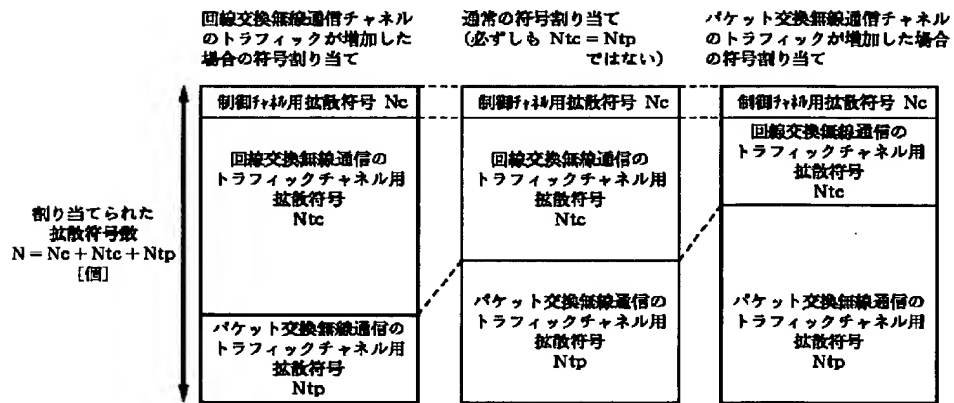 回線交換無線通信チャネル
のトラフィックが増加した
場合の符号割り当て
通常の符号割り当て
(必ずしも Ntc = Ntp
ではない)
パケット交換無線通信チャネル
のトラフィックが増加した場合
の符号割り当て
割り当てられた
拡散符号数
N = Nc + Ntc + Ntp
[個]
制御チャネル用拡散符号 Nc
回線交換無線通信の
トラフィックチャネル用
拡散符号
Ntc
パケット交換無線通信の
トラフィックチャネル用
拡散符号
Ntp
制御チャネル用拡散符号 Nc
回線交換無線通信の
トラフィックチャネル用
拡散符号
Ntc
パケット交換無線通信の
トラフィックチャネル用
拡散符号
Ntp
制御チャネル用拡散符号 Nc
回線交換無線通信の
トラフィックチャネル用
拡散符号
Ntc
パケット交換無線通信の
トラフィックチャネル用
拡散符号
Ntp